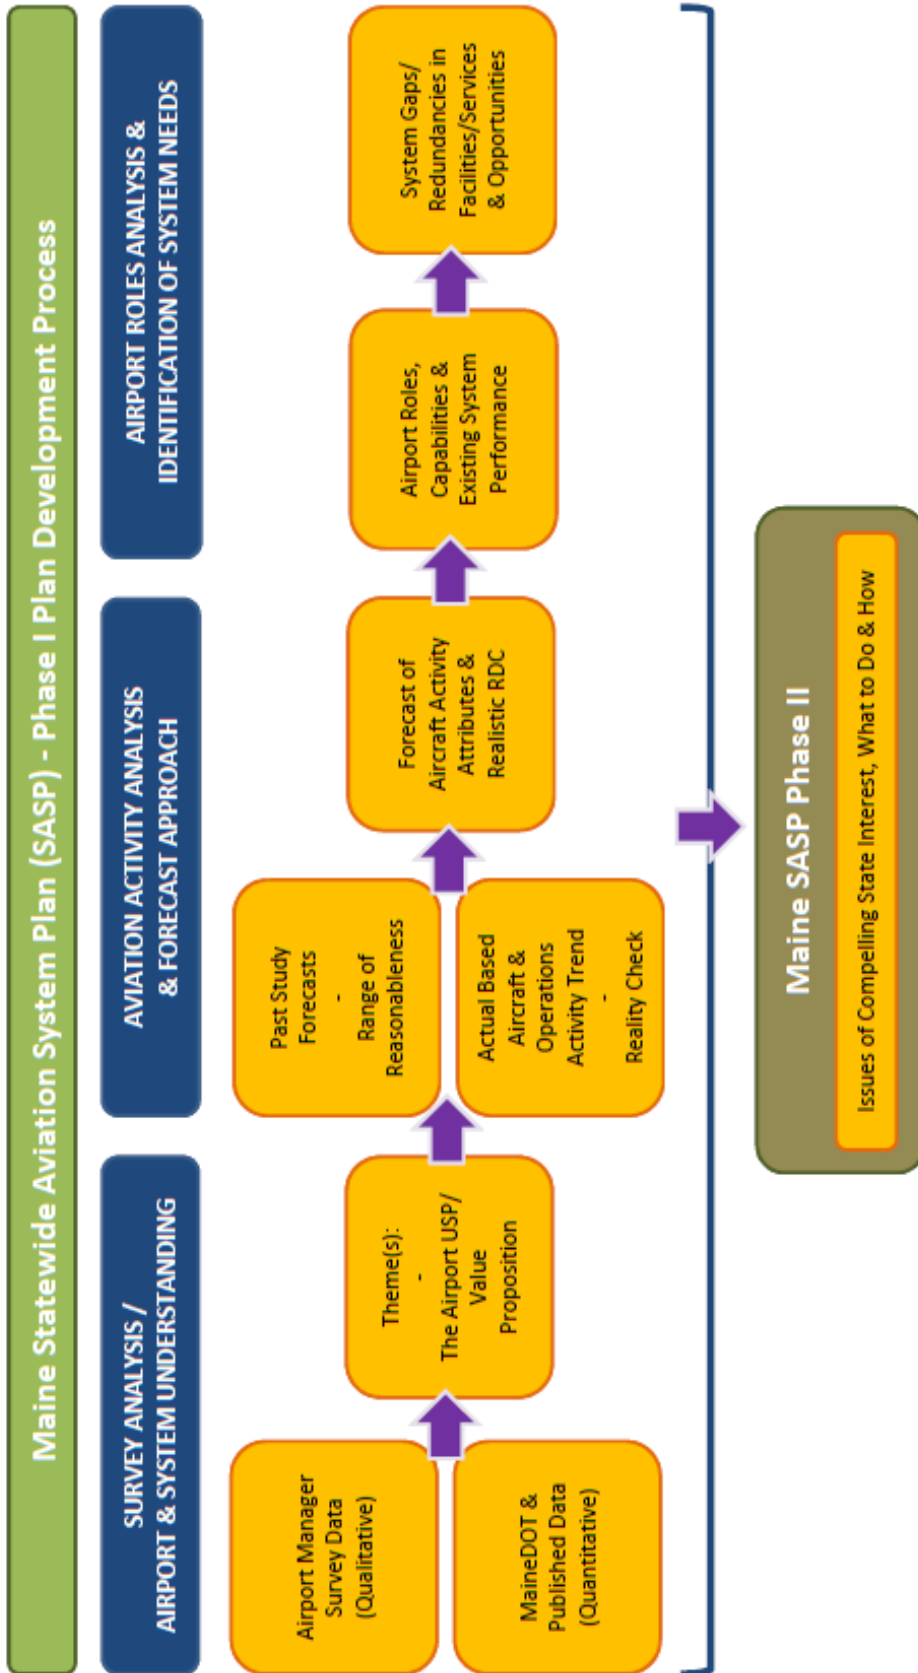 Maine Statewide Aviation System Plan (SASP) - Phase I Plan Development Process
SURVEY ANALYSIS /
AIRPORT & SYSTEM UNDERSTANDING
AVIATION ACTIVITY ANALYSIS
& FORECAST APPROACH
AIRPORT ROLES ANALYSIS &
IDENTIFICATION OF SYSTEM NEEDS
Airport Manager
Survey Data
(Qualitative)
MaineDOT &
Published Data
(Quantitative)
Theme(s):
-
The Airport USP/
Value
Proposition
Past Study
Forecasts
-
Range of
Reasonableness
Actual Based
Aircraft &
Operations
Activity Trend
-
Reality Check
Forecast of
Aircraft Activity
Attributes &
Realistic RDC
Airport Roles,
Capabilities &
Existing System
Performance
System Gaps/
Redundancies in
Facilities/Services
& Opportunities
Maine SASP Phase II
Issues of Compelling State Interest, What to Do & How